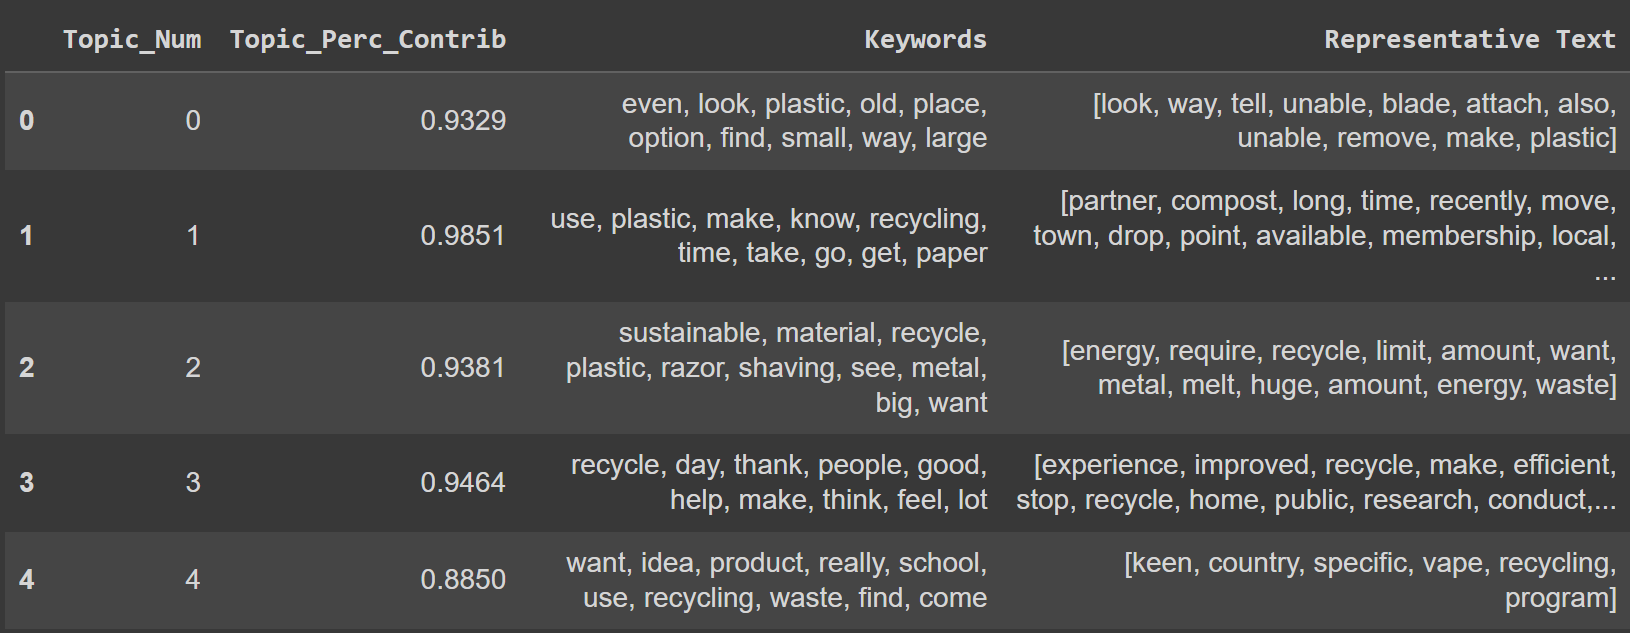 Topic_Num Topic_Perc_Contrib Keywords Representative Text
0 0 0.9329 even, look, plastic, old, place, option, find, small, way, large [look, way, tell, unable, blade, attach, also, unable, remove, make, plastic]
1 1 0.9851 use, plastic, make, know, recycling, time, take, go, get, paper [partner, compost, long, time, recently, move, town, drop, point, available, membership, local, ...
2 2 0.9381 sustainable, material, recycle, plastic, razor, shaving, see, metal, big, want [energy, require, recycle, limit, amount, want, metal, melt, huge, amount, energy, waste]
3 3 0.9464 recycle, day, thank, people, good, help, make, think, feel, lot [experience, improved, recycle, make, efficient, stop, recycle, home, public, research, conduct,...
4 4 0.8850 want, idea, product, really, school, use, recycling, waste, find, come [keen, country, specific, vape, recycling, program]